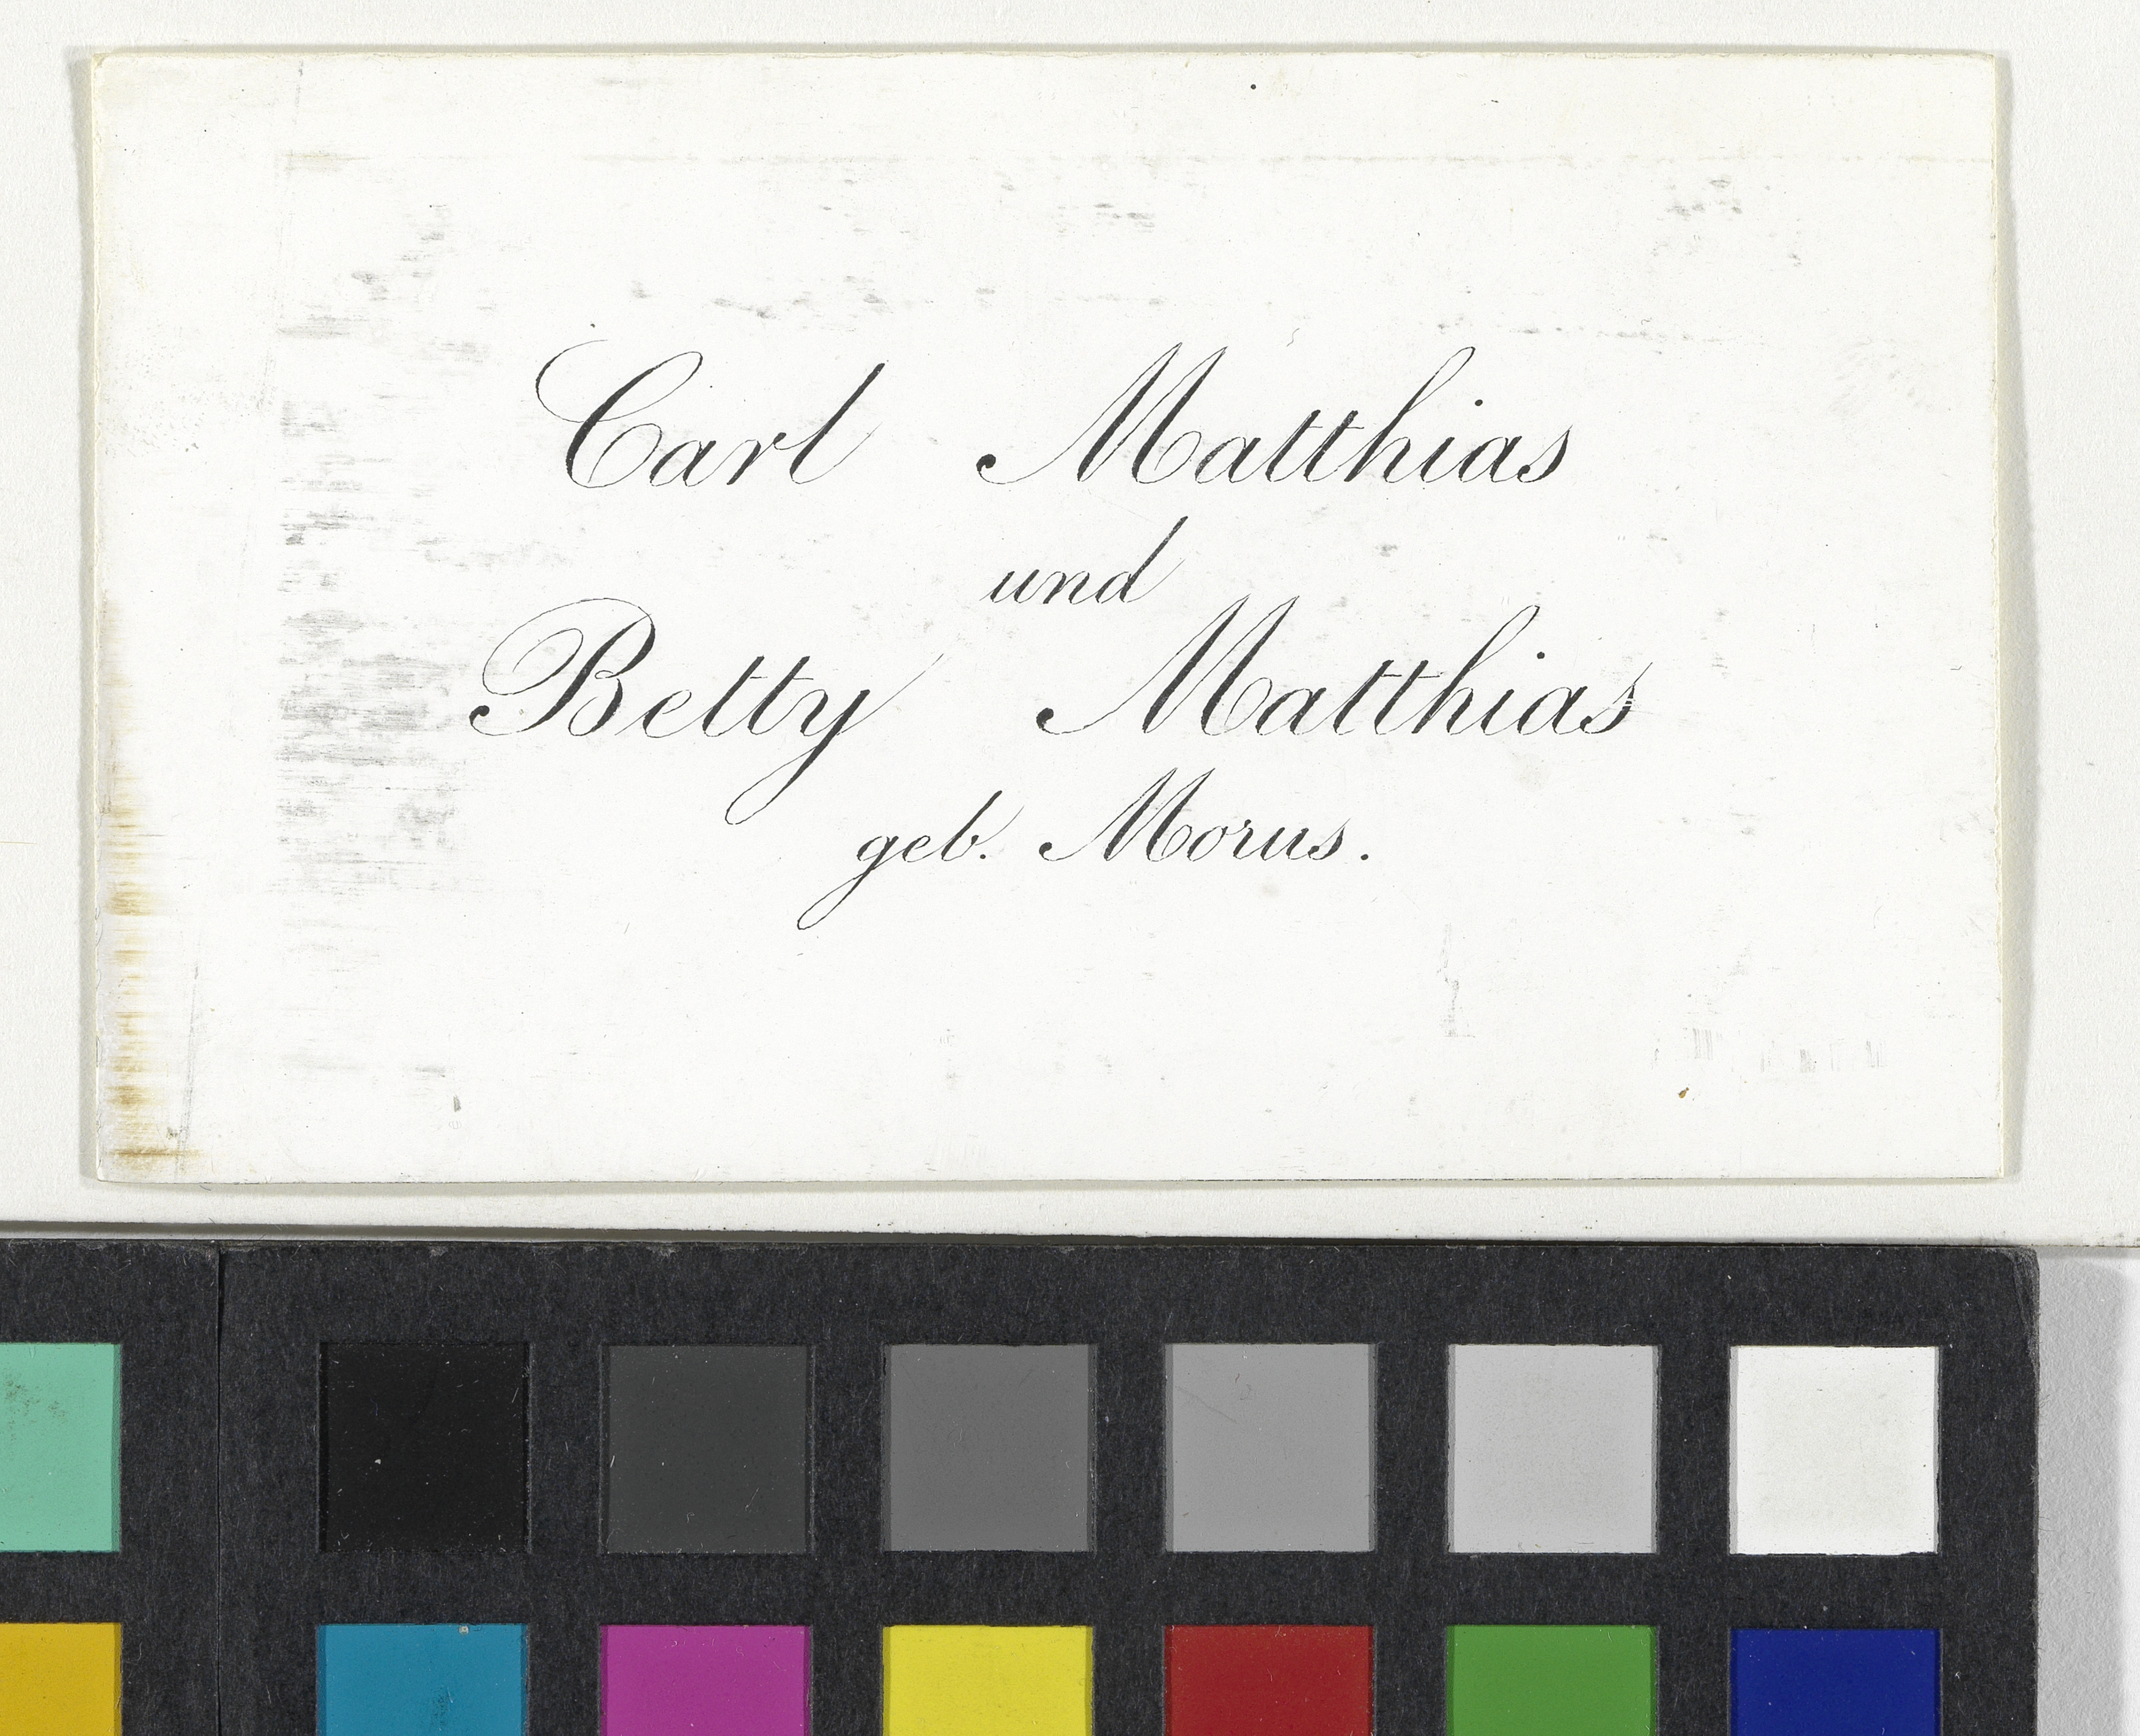 Carl Matthias
und
Betty Matthias
geb. Morus.